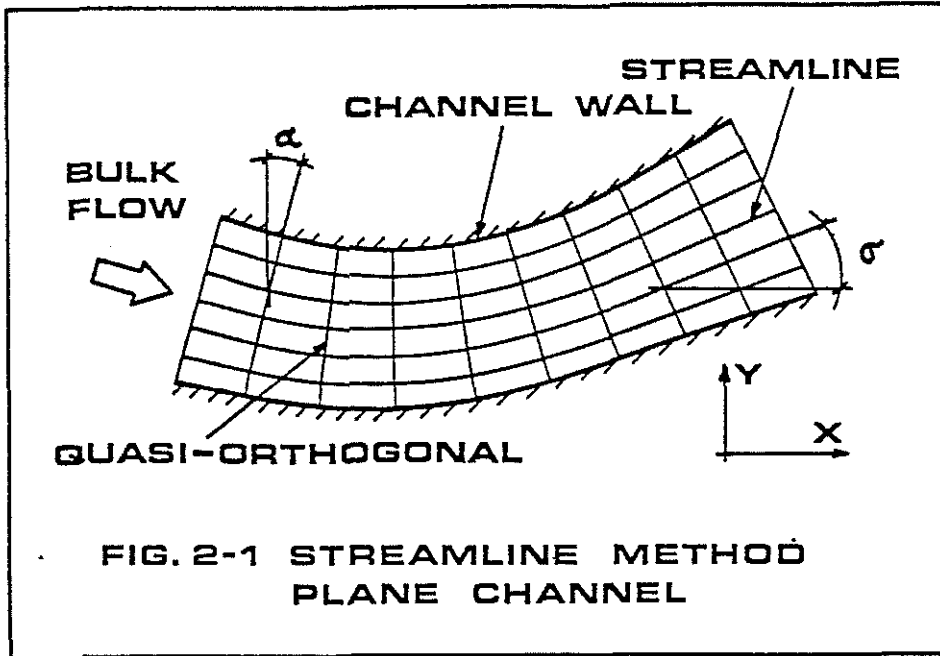 STREAMLINE
CHANNEL WALL
α
BULK
FLOW
σ
Y
X
QUASI-ORTHOGONAL
FIG. 2-1 STREAMLINE METHOD
PLANE CHANNEL